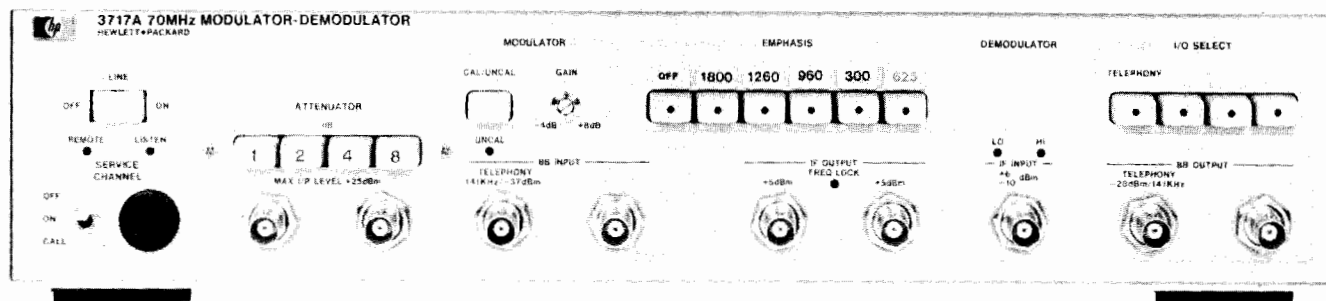 hp
3717A 70MHz MODULATOR-DEMODULATOR
HEWLETT•PACKARD
MODULATOR
EMPHASIS
DEMODULATOR
I/O SELECT
LINE
OFF
ON
CAL/UNCAL
GAIN
OFF
1800
1260
960
300
625
TELEPHONY
ATTENUATOR
dB
-4dB
+8dB
REMOTE
LISTEN
1
2
4
8
UNCAL
LO
HI
SERVICE
CHANNEL
BB INPUT
IF OUTPUT
IF INPUT
BB OUTPUT
MAX I/P LEVEL +25dBm
TELEPHONY
141KHz/-37dBm
+5dBm
FREQ LOCK
+5dBm
+6
-10
dBm
TELEPHONY
-28dBm/141KHz
OFF
ON
CALL